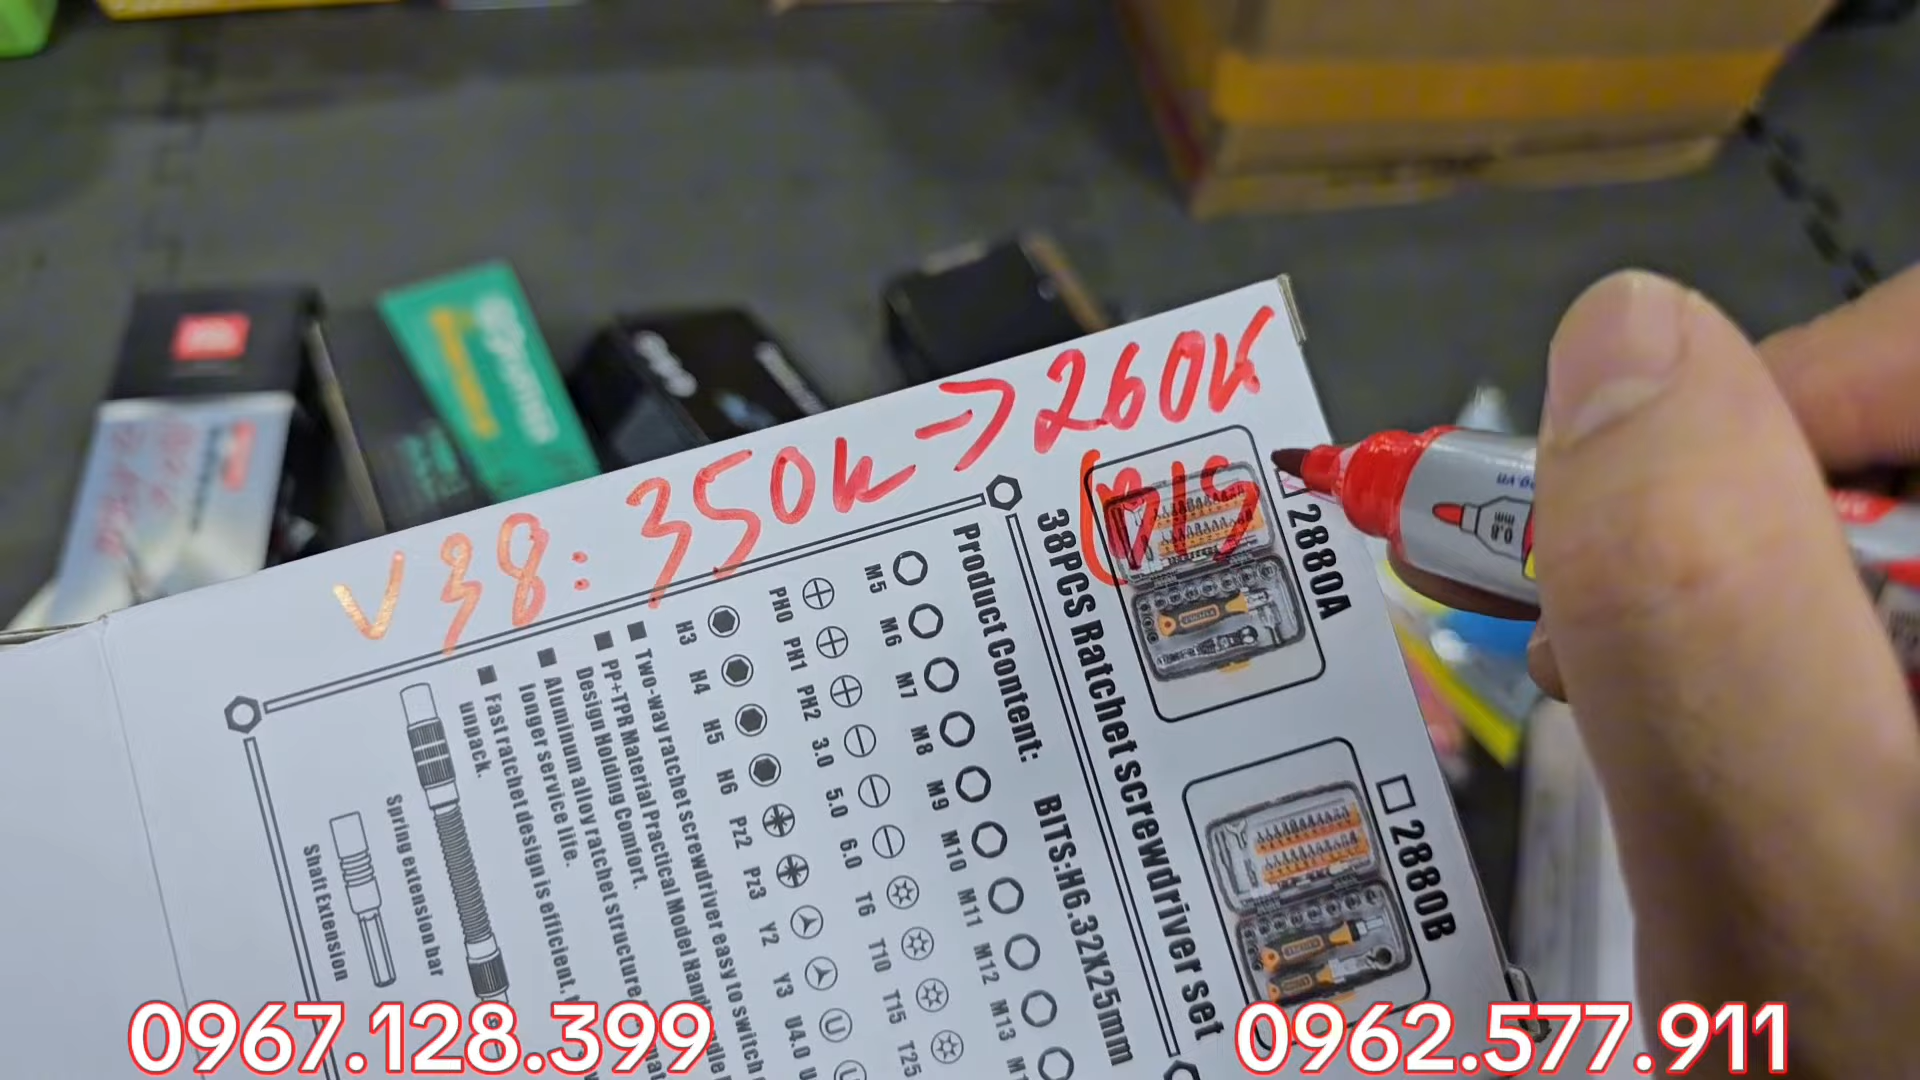 V38: 350k → 260k
(B/S
2880A
2880B
38PCS Ratchet screwdriver set
Product Content: BITS:H6.32X25mm
M5 M6 M7 M8 M9 M10 M11 M12 M13
PH0 PH1 PH2 3.0 5.0 6.0 T6 T10 T15 T25
H3 H4 H5 H6 Pz2 Pz3 Y2 Y3 U4.0
Two-way ratchet screwdriver easy to switch
PP+TPR Material Practical Model Handle
Design Holding Comfort.
Aluminum alloy ratchet structure
longer service life.
Fast ratchet design is efficient.
unpack.
Spring extension bar
Shaft Extension
0.8
mm
0967.128.399
0962.577.911